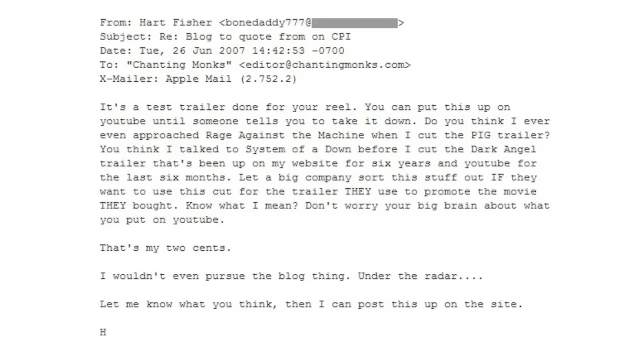 From: Hart Fisher <bonedaddy777@ >
Subject: Re: Blog to quote from on CPI
Date: Tue, 26 Jun 2007 14:42:53 -0700
To: "Chanting Monks" <editor@chantingmonks.com>
X-Mailer: Apple Mail (2.752.2)
It's a test trailer done for your reel. You can put this up on
youtube until someone tells you to take it down. Do you think I ever
even approached Rage Against the Machine when I cut the PIG trailer?
You think I talked to System of a Down before I cut the Dark Angel
trailer that's been up on my website for six years and youtube for
the last six months. Let a big company sort this stuff out IF they
want to use this cut for the trailer THEY use to promote the movie
THEY bought. Know what I mean? Don't worry your big brain about what
you put on youtube.
That's my two cents.
I wouldn't even pursue the blog thing. Under the radar....
Let me know what you think, then I can post this up on the site.
H